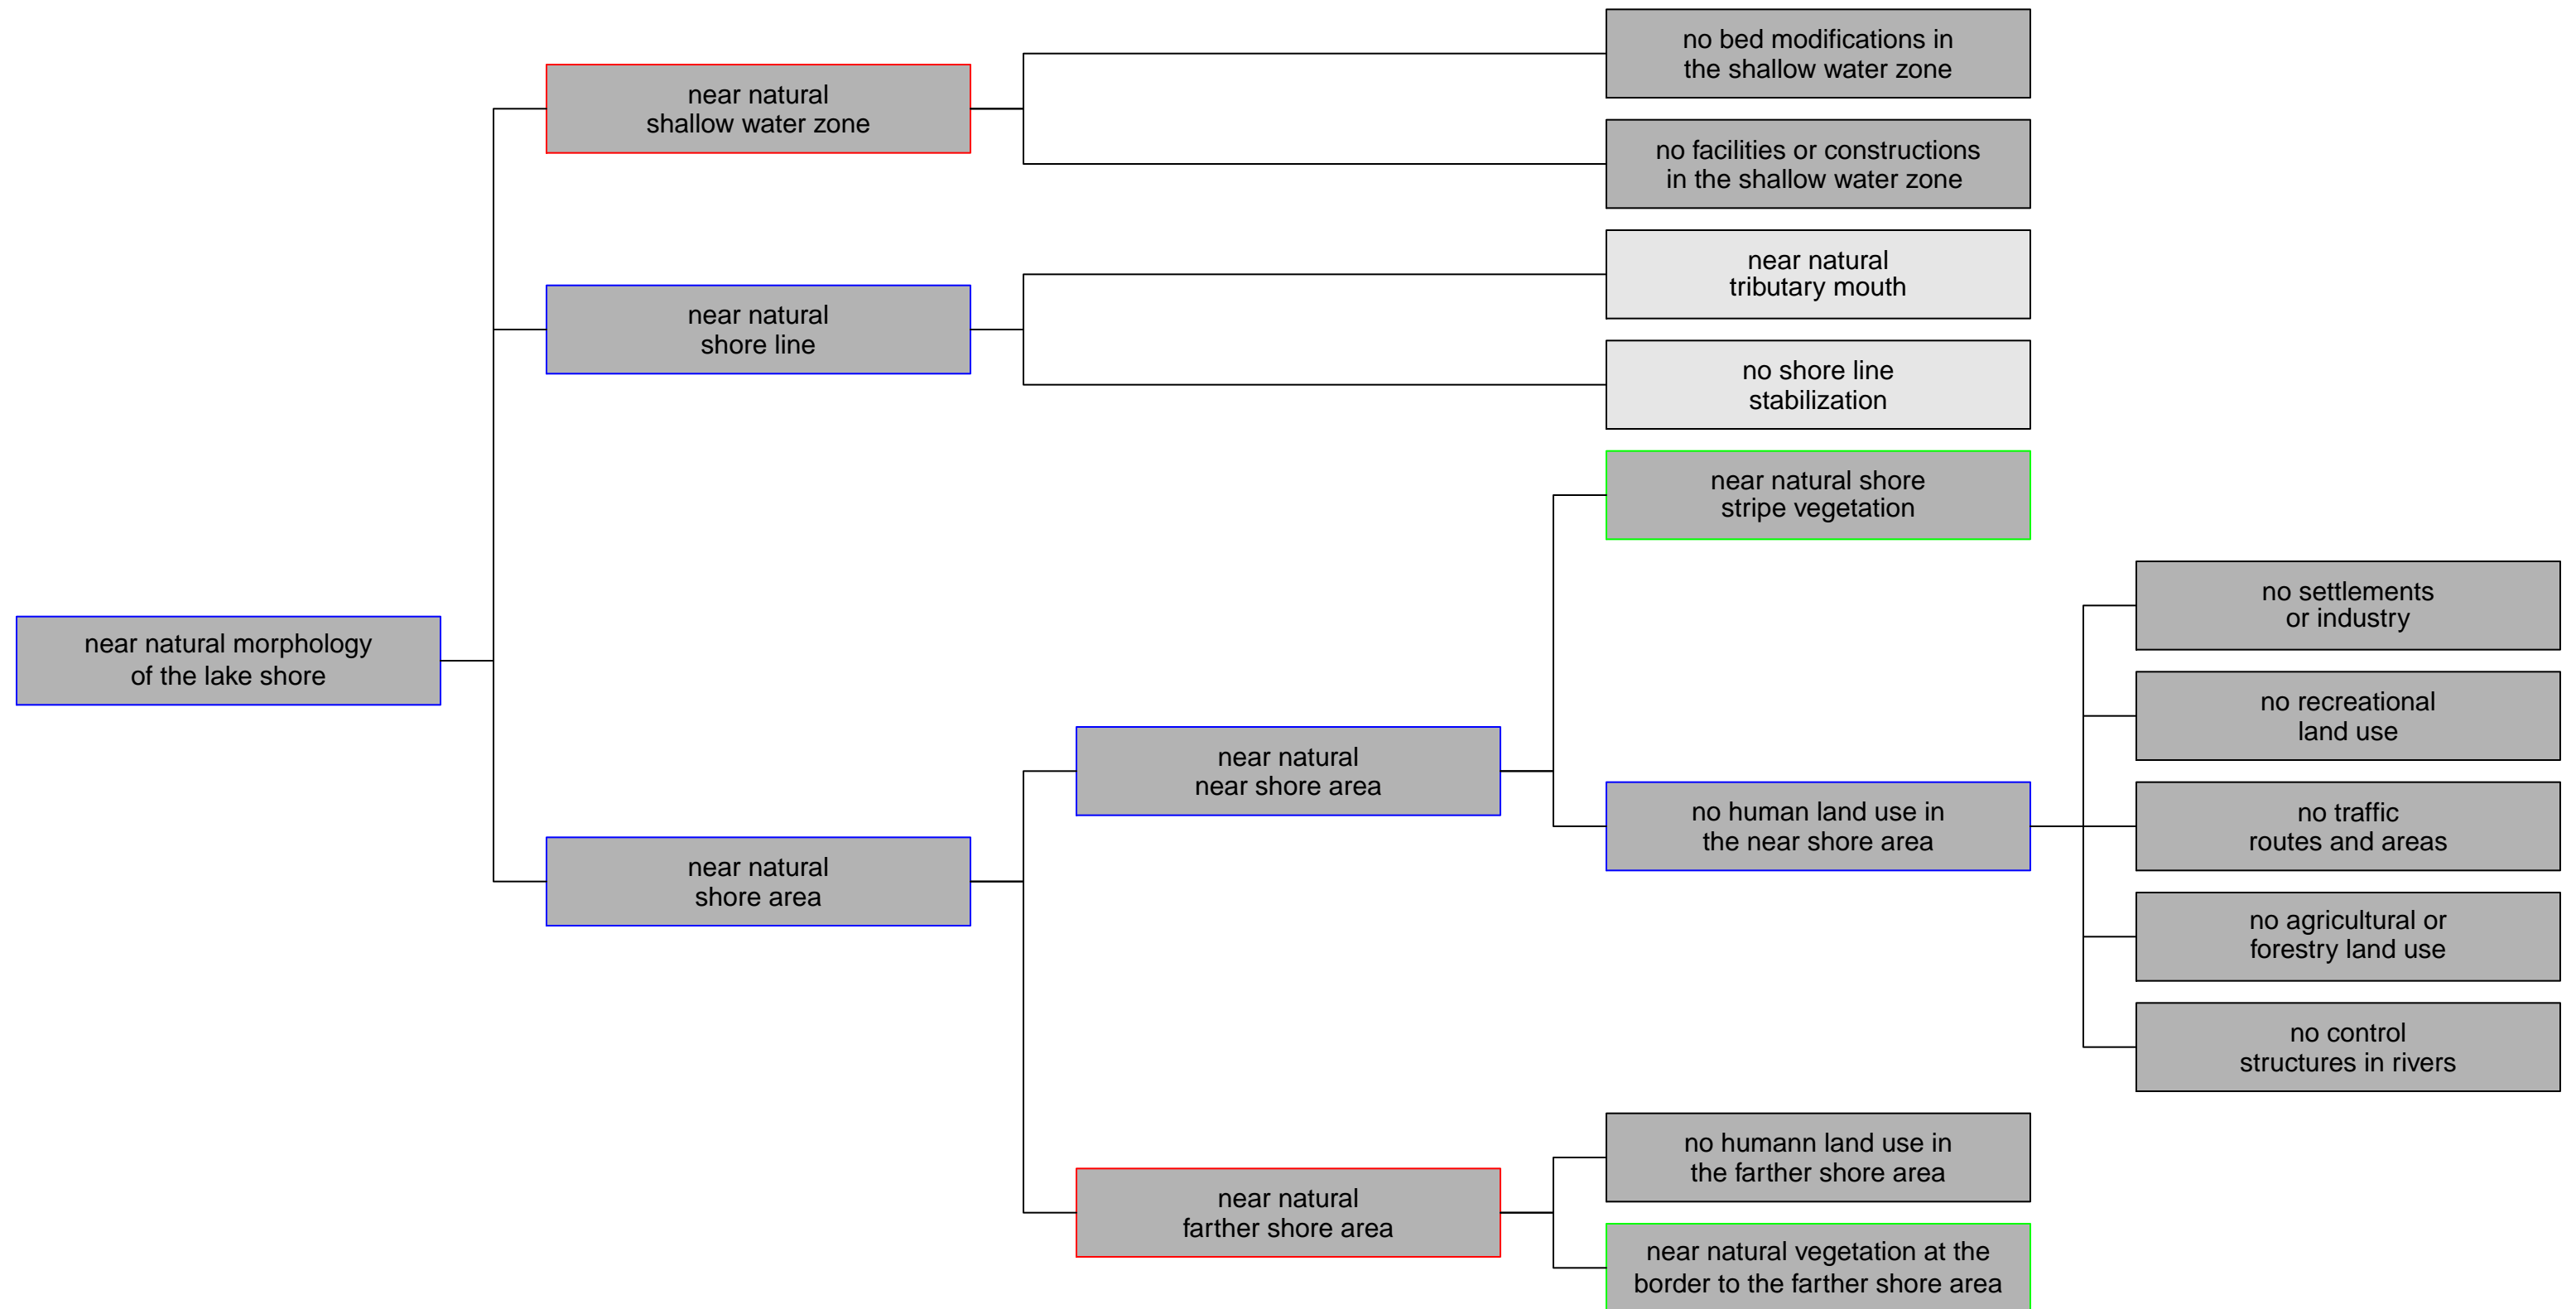 no bed modifications in
the shallow water zone
near natural
shallow water zone
no facilities or constructions
in the shallow water zone
near natural
tributary mouth
near natural
shore line
no shore line
stabilization
near natural shore
stripe vegetation
no settlements
or industry
near natural morphology
of the lake shore
no recreational
land use
near natural
near shore area
no human land use in
the near shore area
no traffic
routes and areas
near natural
shore area
no agricultural or
forestry land use
no control
structures in rivers
no humann land use in
the farther shore area
near natural
farther shore area
near natural vegetation at the
border to the farther shore area